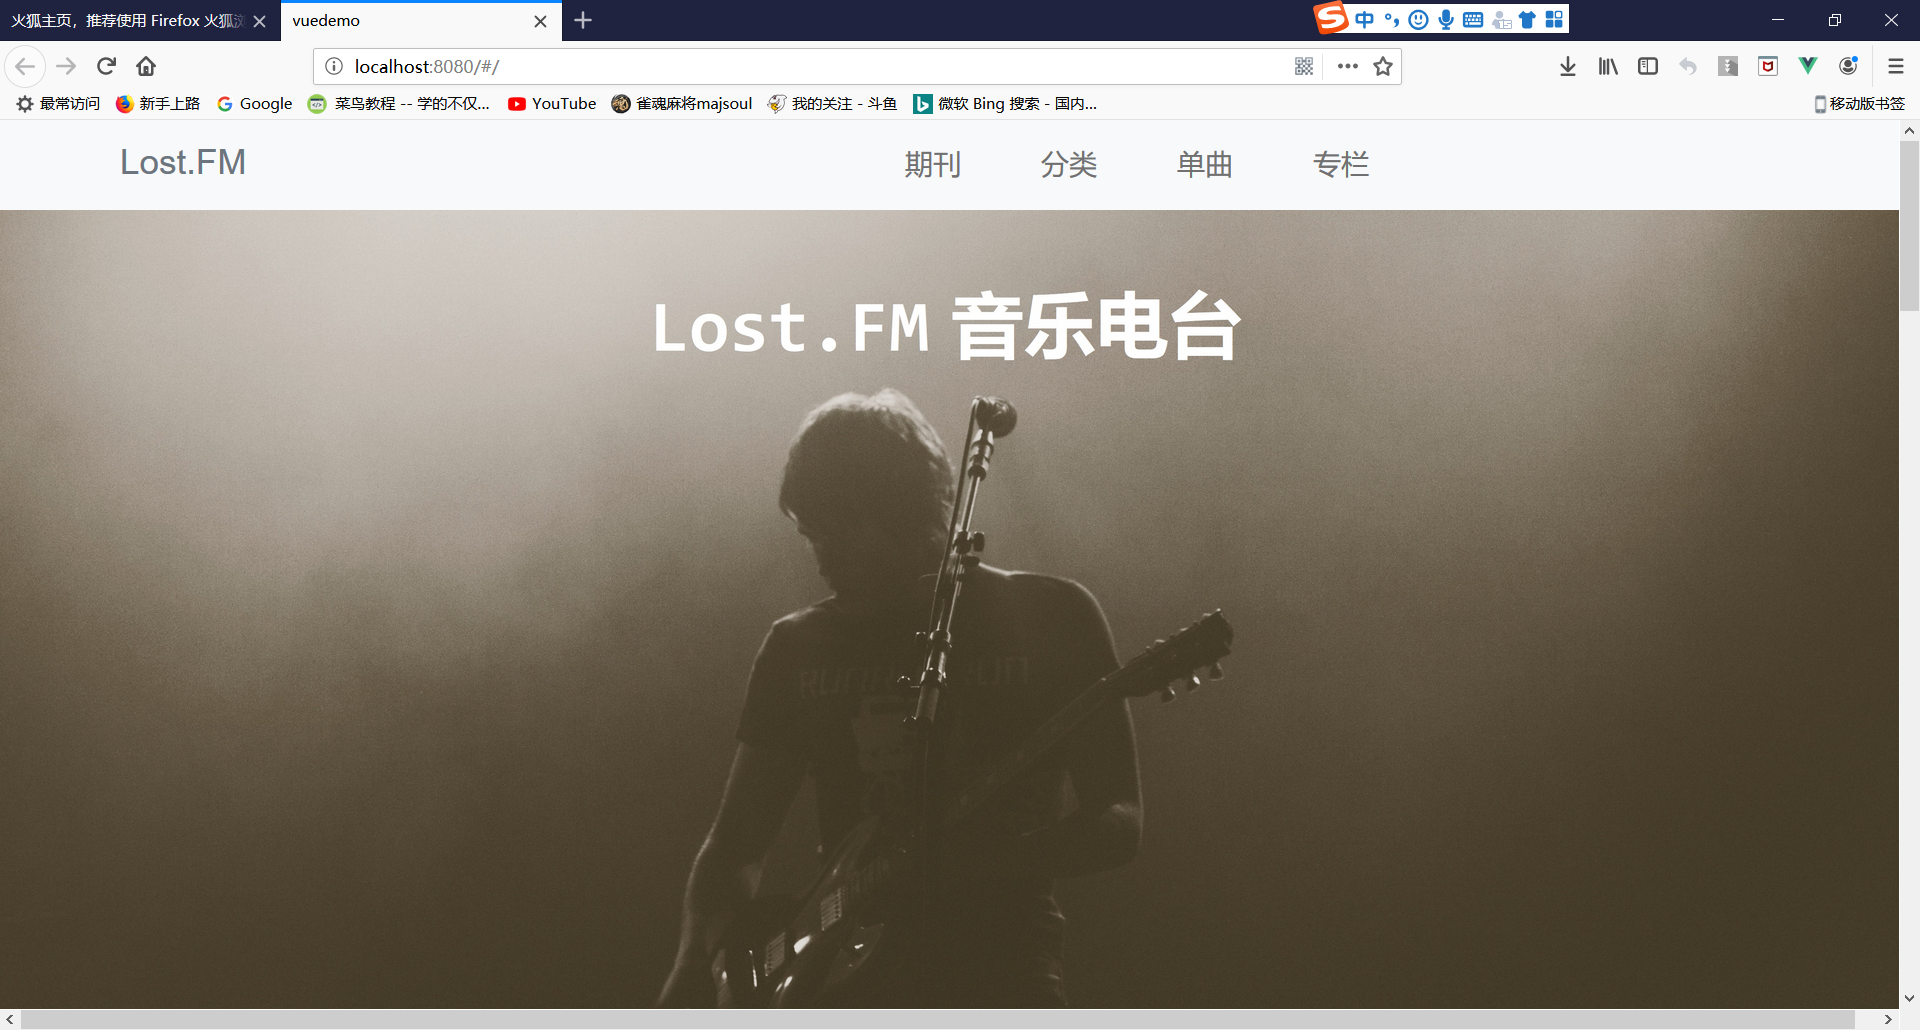 火狐主页，推荐使用 Firefox 火狐浏
vuedemo
中
localhost:8080/#/
最常访问
新手上路
Google
菜鸟教程 -- 学的不仅...
YouTube
雀魂麻将majsoul
我的关注 - 斗鱼
微软 Bing 搜索 - 国内...
移动版书签
Lost.FM
期刊
分类
单曲
专栏
Lost.FM 音乐电台